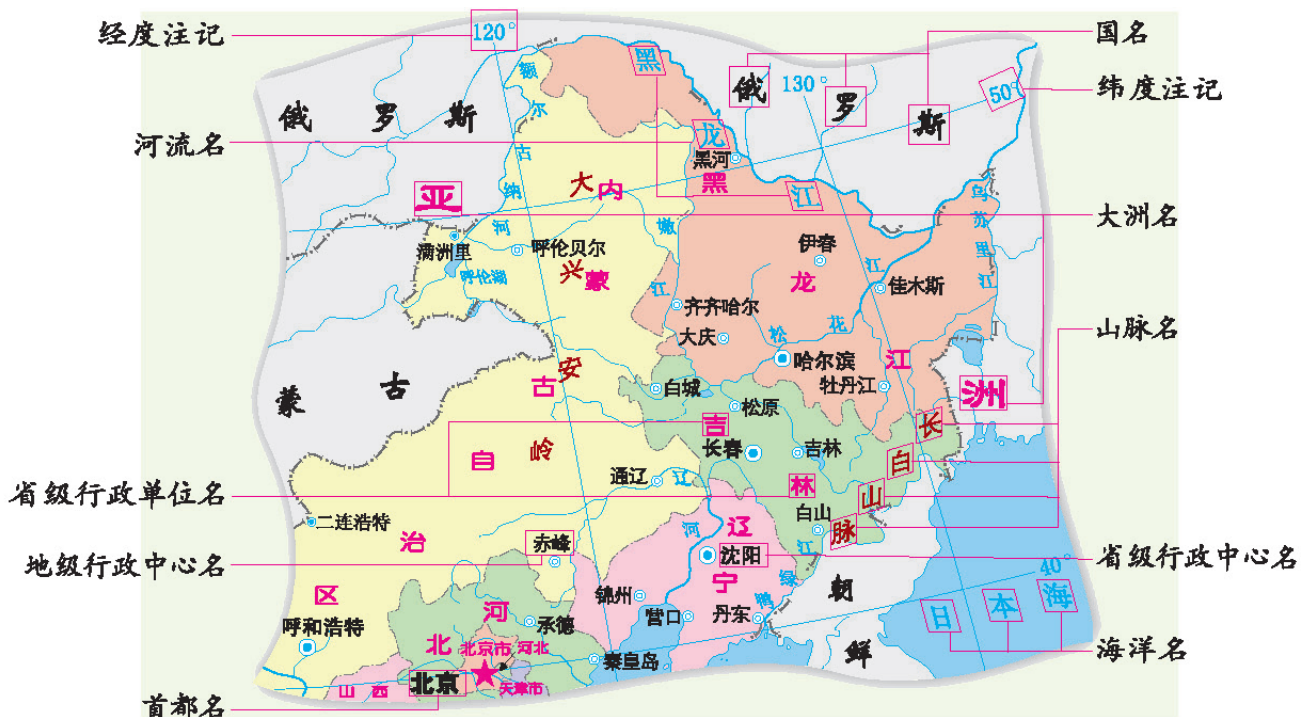 经度注记
120°
国名
俄罗斯
俄罗斯
130°
50°
纬度注记
河流名
额尔古纳河
黑龙江
黑河
亚洲
大洲名
大兴安岭
内蒙古自治区
黑龙江
乌苏里江
满洲里
呼伦贝尔
呼伦湖
嫩江
伊春
佳木斯
齐齐哈尔
大庆
松花江
哈尔滨
牡丹江
山脉名
蒙古
白城
松原
吉林
长春
吉林
长白山脉
省级行政单位名
通辽
辽河
白山
二连浩特
赤峰
辽宁
沈阳
鸭绿江
地级行政中心名
省级行政中心名
朝鲜
40°
日本海
海洋名
锦州
营口
丹东
河北
承德
呼和浩特
北京市
河北
秦皇岛
山西
北京
天津市
首都名